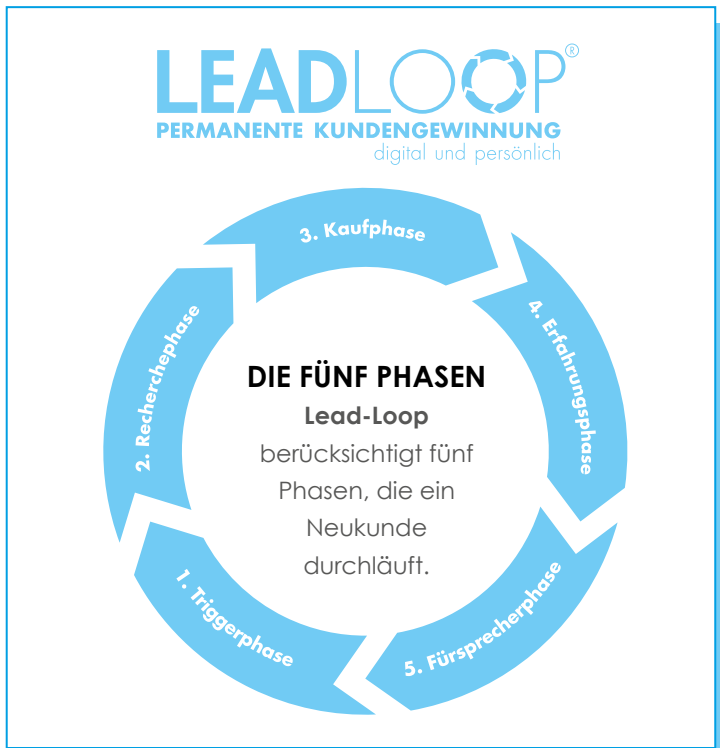 LEADLOOP®
PERMANENTE KUNDENGEWINNUNG
digital und persönlich
3. Kaufphase
2. Recherchephase
4. Erfahrungsphase
DIE FÜNF PHASEN
Lead-Loop
berücksichtigt fünf
Phasen, die ein
Neukunde
durchläuft.
1. Triggerphase
5. Fürsprecherphase